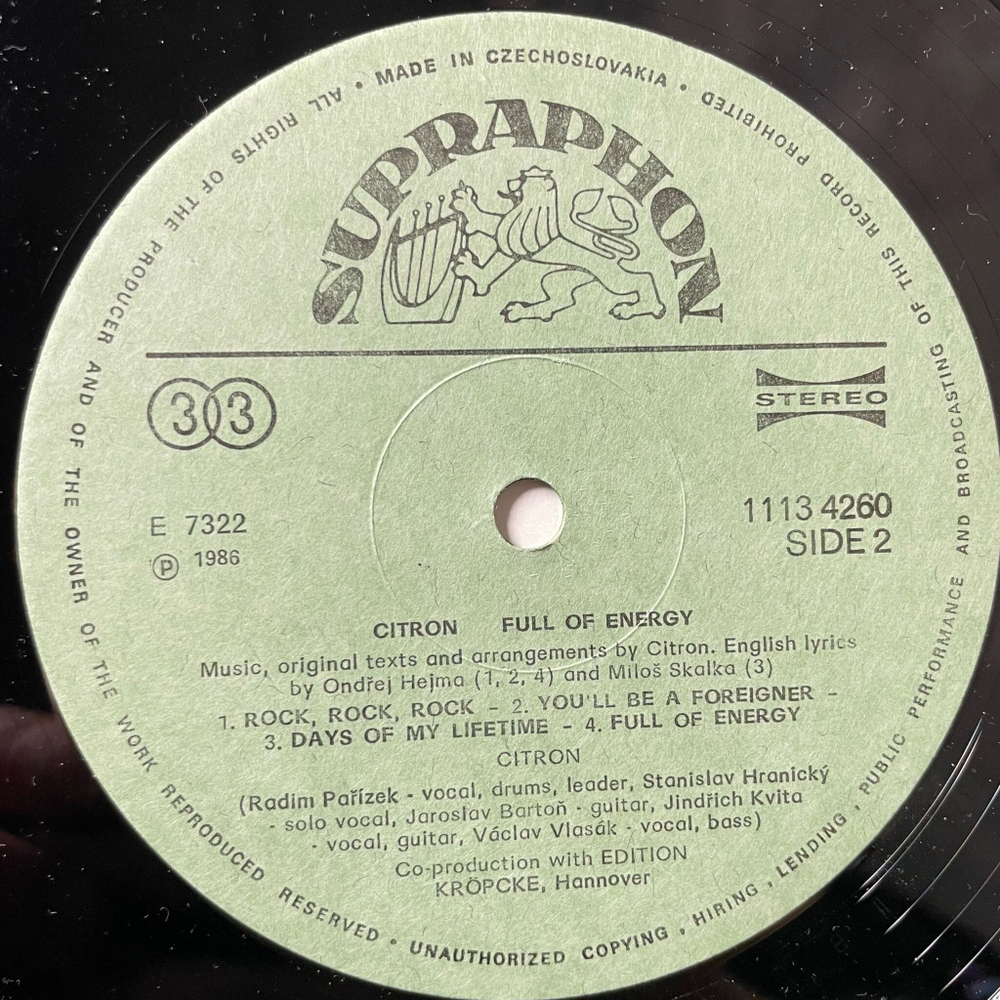 • MADE IN CZECHOSLOVAKIA •
ALL RIGHTS OF THE PRODUCER AND OF THE OWNER OF THE WORK REPRODUCED RESERVED • UNAUTHORIZED COPYING, HIRING, LENDING, PUBLIC PERFORMANCE AND BROADCASTING OF THIS RECORD PROHIBITED
SUPRAPHON
33
STEREO
E 7322
1113 4260
Ⓟ 1986
SIDE 2
CITRON FULL OF ENERGY
Music, original texts and arrangements by Citron. English lyrics
by Ondřej Hejma (1, 2, 4) and Miloš Skalka (3)
1. ROCK, ROCK, ROCK - 2. YOU'LL BE A FOREIGNER -
3. DAYS OF MY LIFETIME - 4. FULL OF ENERGY
CITRON
(Radim Pařízek - vocal, drums, leader, Stanislav Hranický
- solo vocal, Jaroslav Bartoň - guitar, Jindřich Kvita
- vocal, guitar, Václav Vlasák - vocal, bass)
Co-production with EDITION
KRÖPCKE, Hannover